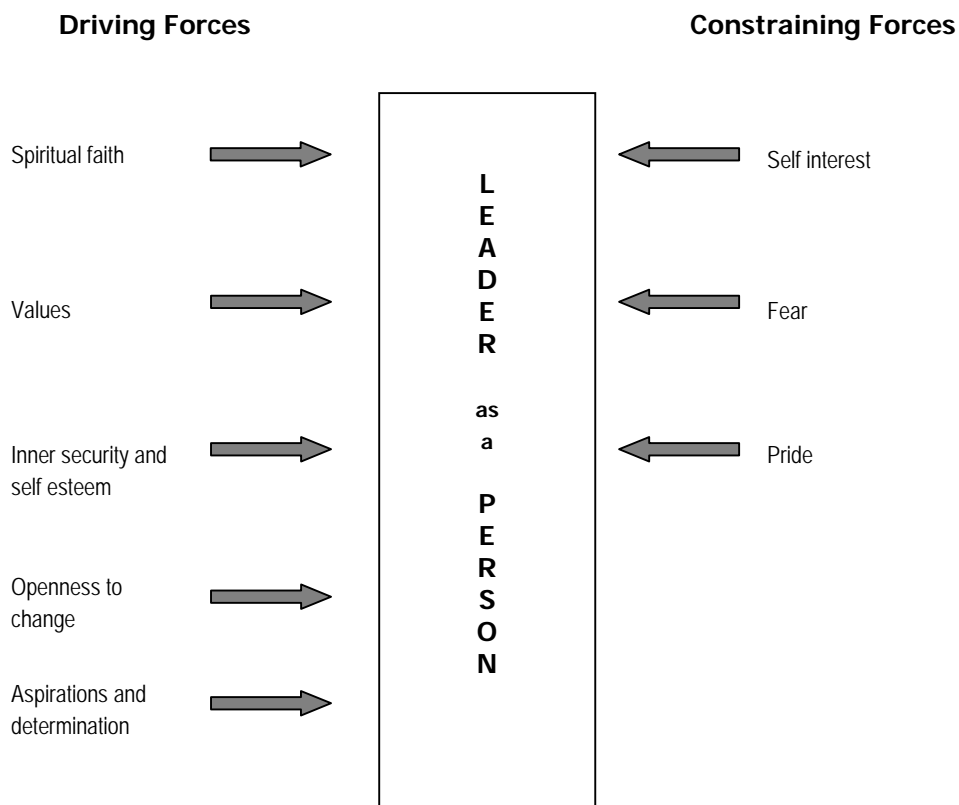 Driving Forces
Constraining Forces
Spiritual faith
Self interest
Values
Fear
Inner security and
self esteem
Pride
Openness to
change
Aspirations and
determination
L
E
A
D
E
R
as
a
P
E
R
S
O
N